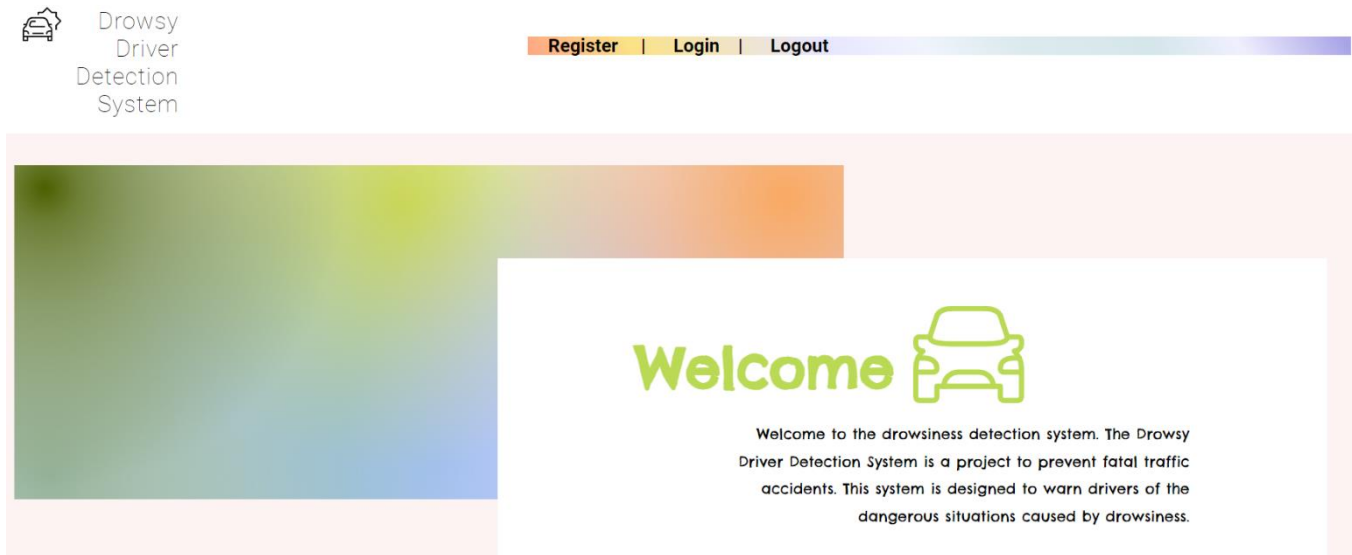 Drowsy
Driver
Detection
System
Register | Login | Logout
Welcome
Welcome to the drowsiness detection system. The Drowsy
Driver Detection System is a project to prevent fatal traffic
accidents. This system is designed to warn drivers of the
dangerous situations caused by drowsiness.